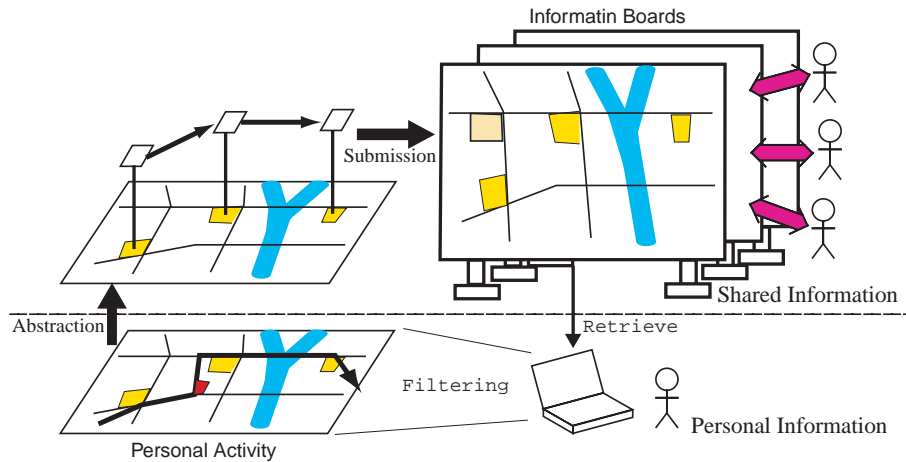 Informatin Boards
Submission
Shared Information
Abstraction
Retrieve
Filtering
Personal Information
Personal Activity